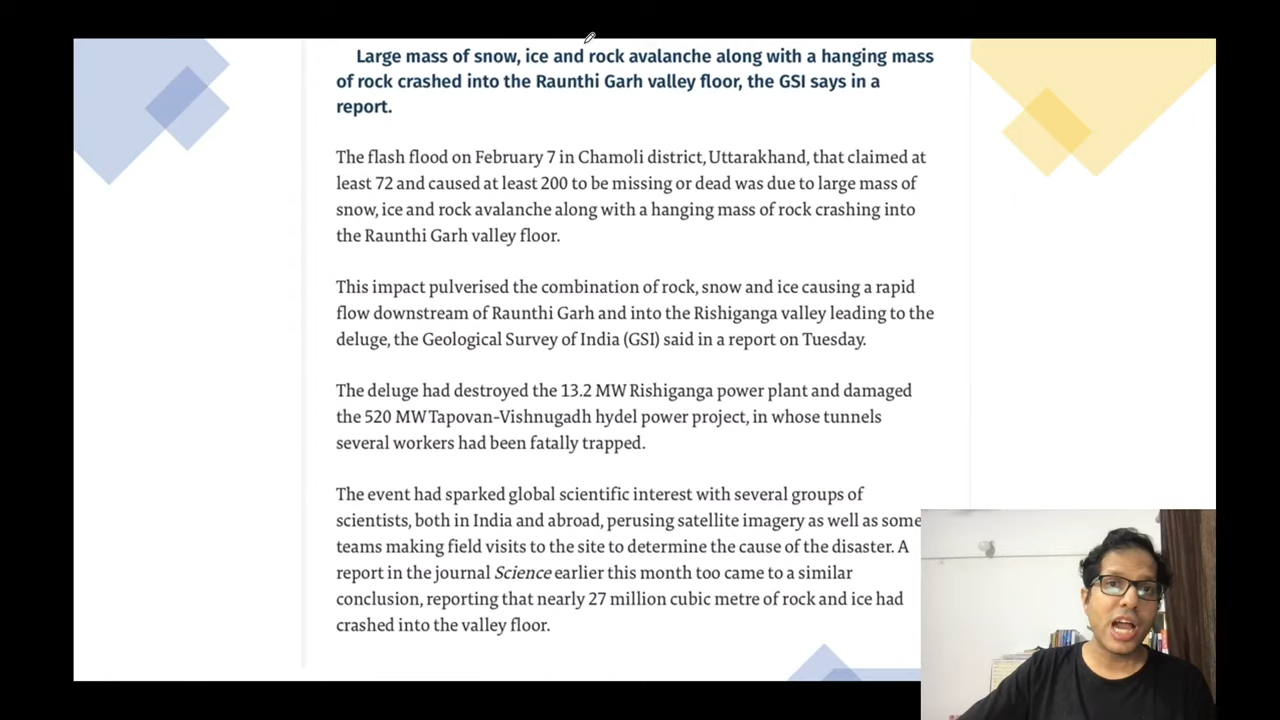 Large mass of snow, ice and rock avalanche along with a hanging mass
of rock crashed into the Raunthi Garh valley floor, the GSI says in a
report.
The flash flood on February 7 in Chamoli district, Uttarakhand, that claimed at
least 72 and caused at least 200 to be missing or dead was due to large mass of
snow, ice and rock avalanche along with a hanging mass of rock crashing into
the Raunthi Garh valley floor.
This impact pulverised the combination of rock, snow and ice causing a rapid
flow downstream of Raunthi Garh and into the Rishiganga valley leading to the
deluge, the Geological Survey of India (GSI) said in a report on Tuesday.
The deluge had destroyed the 13.2 MW Rishiganga power plant and damaged
the 520 MW Tapovan-Vishnugadh hydel power project, in whose tunnels
several workers had been fatally trapped.
The event had sparked global scientific interest with several groups of
scientists, both in India and abroad, perusing satellite imagery as well as some
teams making field visits to the site to determine the cause of the disaster. A
report in the journal Science earlier this month too came to a similar
conclusion, reporting that nearly 27 million cubic metre of rock and ice had
crashed into the valley floor.